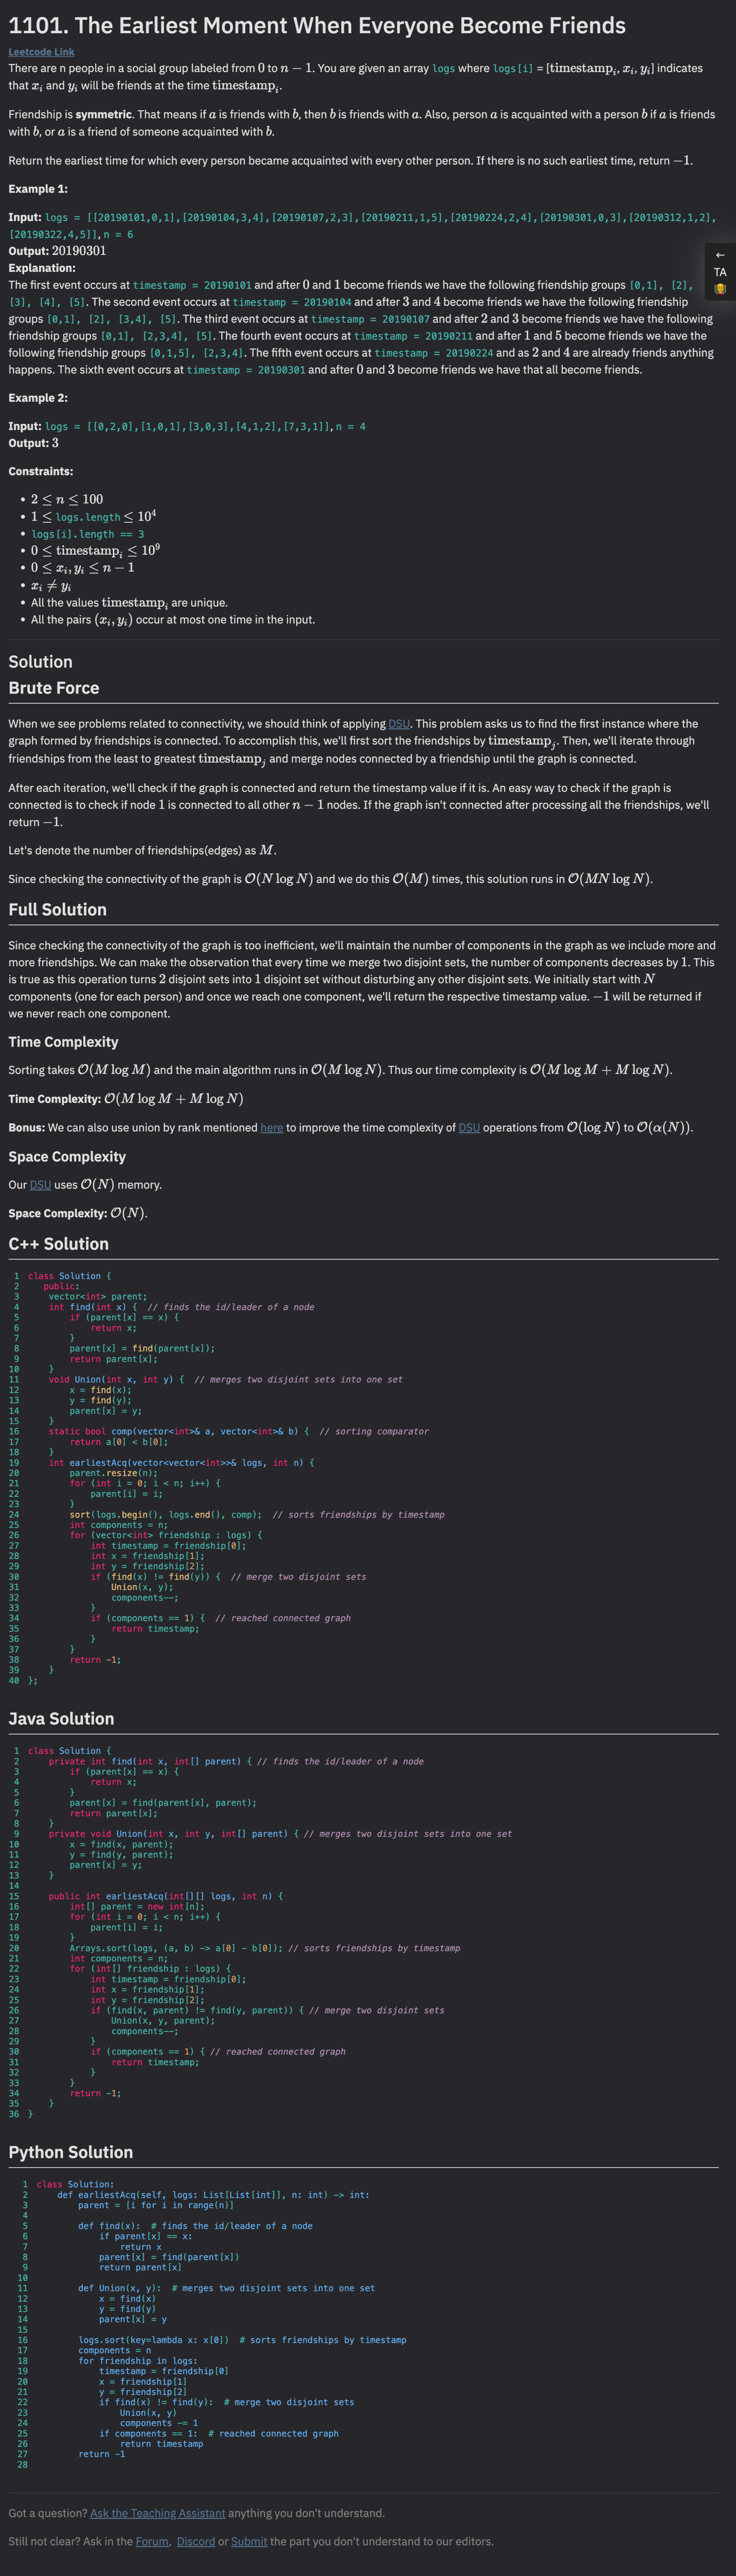 1101. The Earliest Moment When Everyone Become Friends
Leetcode Link
There are n people in a social group labeled from 0 to n − 1. You are given an array logs where logs[i] = [timestampᵢ, xᵢ, yᵢ] indicates
that xᵢ and yᵢ will be friends at the time timestampᵢ.
Friendship is symmetric. That means if a is friends with b, then b is friends with a. Also, person a is acquainted with a person b if a is friends
with b, or a is a friend of someone acquainted with b.
Return the earliest time for which every person became acquainted with every other person. If there is no such earliest time, return −1.
Example 1:
Input: logs = [[20190101,0,1],[20190104,3,4],[20190107,2,3],[20190211,1,5],[20190224,2,4],[20190301,0,3],[20190312,1,2],
[20190322,4,5]], n = 6
Output: 20190301
Explanation:
The first event occurs at timestamp = 20190101 and after 0 and 1 become friends we have the following friendship groups [0,1], [2],
[3], [4], [5]. The second event occurs at timestamp = 20190104 and after 3 and 4 become friends we have the following friendship
groups [0,1], [2], [3,4], [5]. The third event occurs at timestamp = 20190107 and after 2 and 3 become friends we have the following
friendship groups [0,1], [2,3,4], [5]. The fourth event occurs at timestamp = 20190211 and after 1 and 5 become friends we have the
following friendship groups [0,1,5], [2,3,4]. The fifth event occurs at timestamp = 20190224 and as 2 and 4 are already friends anything
happens. The sixth event occurs at timestamp = 20190301 and after 0 and 3 become friends we have that all become friends.
←
TA
Example 2:
Input: logs = [[0,2,0],[1,0,1],[3,0,3],[4,1,2],[7,3,1]], n = 4
Output: 3
Constraints:
• 2 ≤ n ≤ 100
• 1 ≤ logs.length ≤ 10⁴
• logs[i].length == 3
• 0 ≤ timestampᵢ ≤ 10⁹
• 0 ≤ xᵢ, yᵢ ≤ n − 1
• xᵢ ≠ yᵢ
• All the values timestampᵢ are unique.
• All the pairs (xᵢ, yᵢ) occur at most one time in the input.
Solution
Brute Force
When we see problems related to connectivity, we should think of applying DSU. This problem asks us to find the first instance where the
graph formed by friendships is connected. To accomplish this, we'll first sort the friendships by timestampⱼ. Then, we'll iterate through
friendships from the least to greatest timestampⱼ and merge nodes connected by a friendship until the graph is connected.
After each iteration, we'll check if the graph is connected and return the timestamp value if it is. An easy way to check if the graph is
connected is to check if node 1 is connected to all other n − 1 nodes. If the graph isn't connected after processing all the friendships, we'll
return −1.
Let's denote the number of friendships(edges) as M.
Since checking the connectivity of the graph is O(N log N) and we do this O(M) times, this solution runs in O(MN log N).
Full Solution
Since checking the connectivity of the graph is too inefficient, we'll maintain the number of components in the graph as we include more and
more friendships. We can make the observation that every time we merge two disjoint sets, the number of components decreases by 1. This
is true as this operation turns 2 disjoint sets into 1 disjoint set without disturbing any other disjoint sets. We initially start with N
components (one for each person) and once we reach one component, we'll return the respective timestamp value. −1 will be returned if
we never reach one component.
Time Complexity
Sorting takes O(M log M) and the main algorithm runs in O(M log N). Thus our time complexity is O(M log M + M log N).
Time Complexity: O(M log M + M log N)
Bonus: We can also use union by rank mentioned here to improve the time complexity of DSU operations from O(log N) to O(α(N)).
Space Complexity
Our DSU uses O(N) memory.
Space Complexity: O(N).
C++ Solution
1 class Solution {
2    public:
3     vector<int> parent;
4     int find(int x) {  // finds the id/leader of a node
5         if (parent[x] == x) {
6             return x;
7         }
8         parent[x] = find(parent[x]);
9         return parent[x];
10     }
11     void Union(int x, int y) {  // merges two disjoint sets into one set
12         x = find(x);
13         y = find(y);
14         parent[x] = y;
15     }
16     static bool comp(vector<int>& a, vector<int>& b) {  // sorting comparator
17         return a[0] < b[0];
18     }
19     int earliestAcq(vector<vector<int>>& logs, int n) {
20         parent.resize(n);
21         for (int i = 0; i < n; i++) {
22             parent[i] = i;
23         }
24         sort(logs.begin(), logs.end(), comp);  // sorts friendships by timestamp
25         int components = n;
26         for (vector<int> friendship : logs) {
27             int timestamp = friendship[0];
28             int x = friendship[1];
29             int y = friendship[2];
30             if (find(x) != find(y)) {  // merge two disjoint sets
31                 Union(x, y);
32                 components--;
33             }
34             if (components == 1) {  // reached connected graph
35                 return timestamp;
36             }
37         }
38         return -1;
39     }
40 };
Java Solution
1 class Solution {
2     private int find(int x, int[] parent) { // finds the id/leader of a node
3         if (parent[x] == x) {
4             return x;
5         }
6         parent[x] = find(parent[x], parent);
7         return parent[x];
8     }
9     private void Union(int x, int y, int[] parent) { // merges two disjoint sets into one set
10         x = find(x, parent);
11         y = find(y, parent);
12         parent[x] = y;
13     }
14
15     public int earliestAcq(int[][] logs, int n) {
16         int[] parent = new int[n];
17         for (int i = 0; i < n; i++) {
18             parent[i] = i;
19         }
20         Arrays.sort(logs, (a, b) -> a[0] - b[0]); // sorts friendships by timestamp
21         int components = n;
22         for (int[] friendship : logs) {
23             int timestamp = friendship[0];
24             int x = friendship[1];
25             int y = friendship[2];
26             if (find(x, parent) != find(y, parent)) { // merge two disjoint sets
27                 Union(x, y, parent);
28                 components--;
29             }
30             if (components == 1) { // reached connected graph
31                 return timestamp;
32             }
33         }
34         return -1;
35     }
36 }
Python Solution
1 class Solution:
2     def earliestAcq(self, logs: List[List[int]], n: int) -> int:
3         parent = [i for i in range(n)]
4
5         def find(x):  # finds the id/leader of a node
6             if parent[x] == x:
7                 return x
8             parent[x] = find(parent[x])
9             return parent[x]
10
11         def Union(x, y):  # merges two disjoint sets into one set
12             x = find(x)
13             y = find(y)
14             parent[x] = y
15
16         logs.sort(key=lambda x: x[0])  # sorts friendships by timestamp
17         components = n
18         for friendship in logs:
19             timestamp = friendship[0]
20             x = friendship[1]
21             y = friendship[2]
22             if find(x) != find(y):  # merge two disjoint sets
23                 Union(x, y)
24                 components -= 1
25             if components == 1:  # reached connected graph
26                 return timestamp
27         return -1
28
Got a question? Ask the Teaching Assistant anything you don't understand.
Still not clear? Ask in the Forum, Discord or Submit the part you don't understand to our editors.